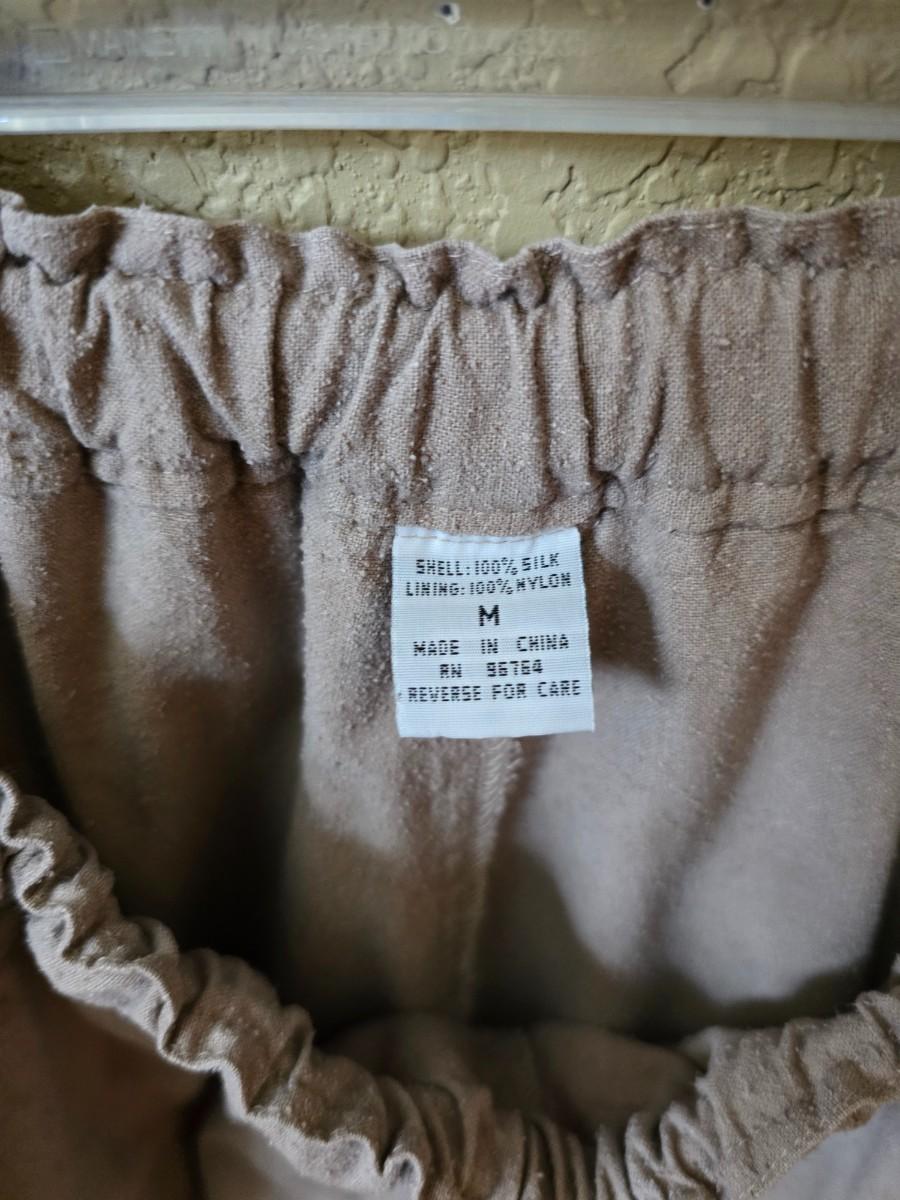 SHELL: 100% SILK
LINING: 100% NYLON
M
MADE IN CHINA
RN 96764
REVERSE FOR CARE